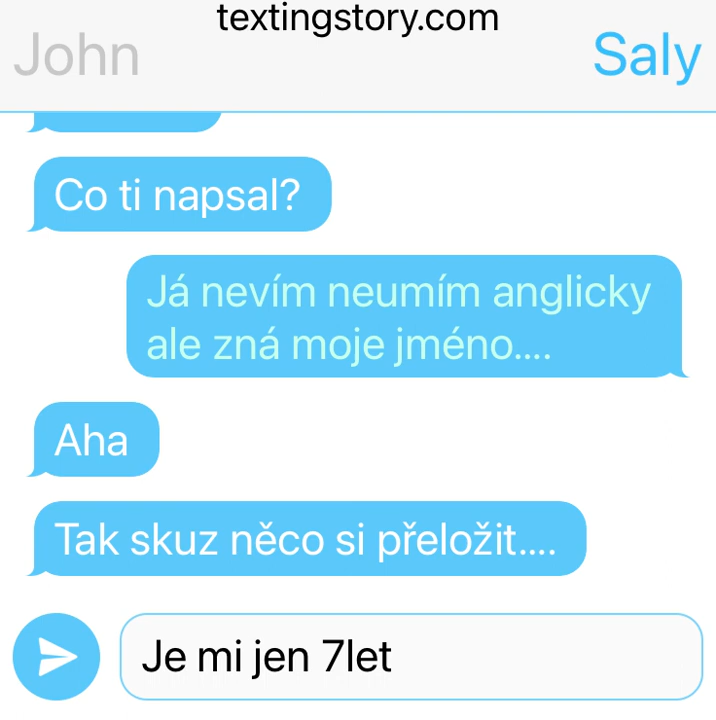 textingstory.com
John
Saly
Co ti napsal?
Já nevím neumím anglicky
ale zná moje jméno....
Aha
Tak skuz něco si přeložit....
Je mi jen 7let